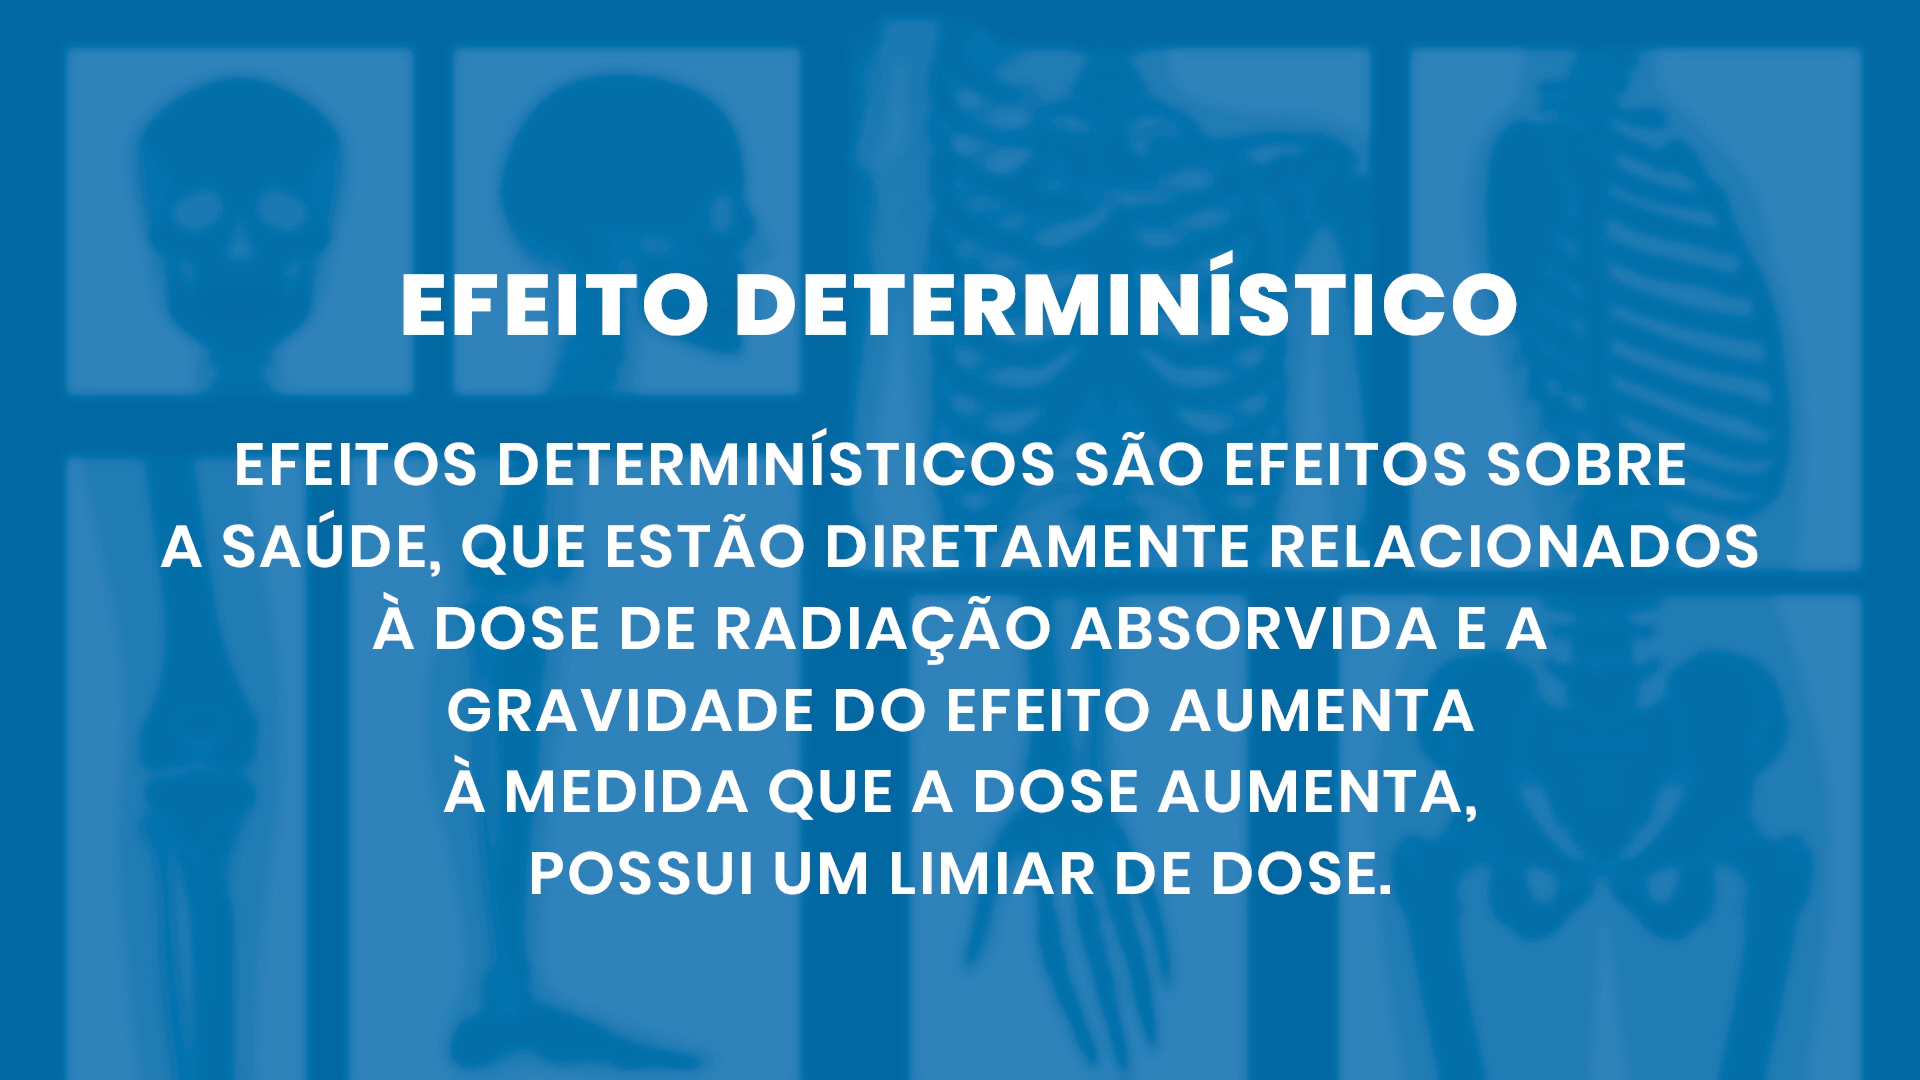 EFEITO DETERMINÍSTICO
EFEITOS DETERMINÍSTICOS SÃO EFEITOS SOBRE
A SAÚDE, QUE ESTÃO DIRETAMENTE RELACIONADOS
À DOSE DE RADIAÇÃO ABSORVIDA E A
GRAVIDADE DO EFEITO AUMENTA
À MEDIDA QUE A DOSE AUMENTA,
POSSUI UM LIMIAR DE DOSE.